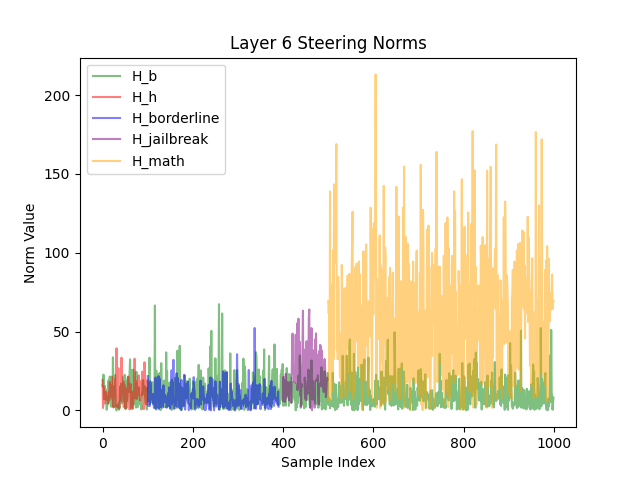 Layer 6 Steering Norms
H_b
H_h
H_borderline
H_jailbreak
H_math
Norm Value
200
150
100
50
0
0 200 400 600 800 1000
Sample Index